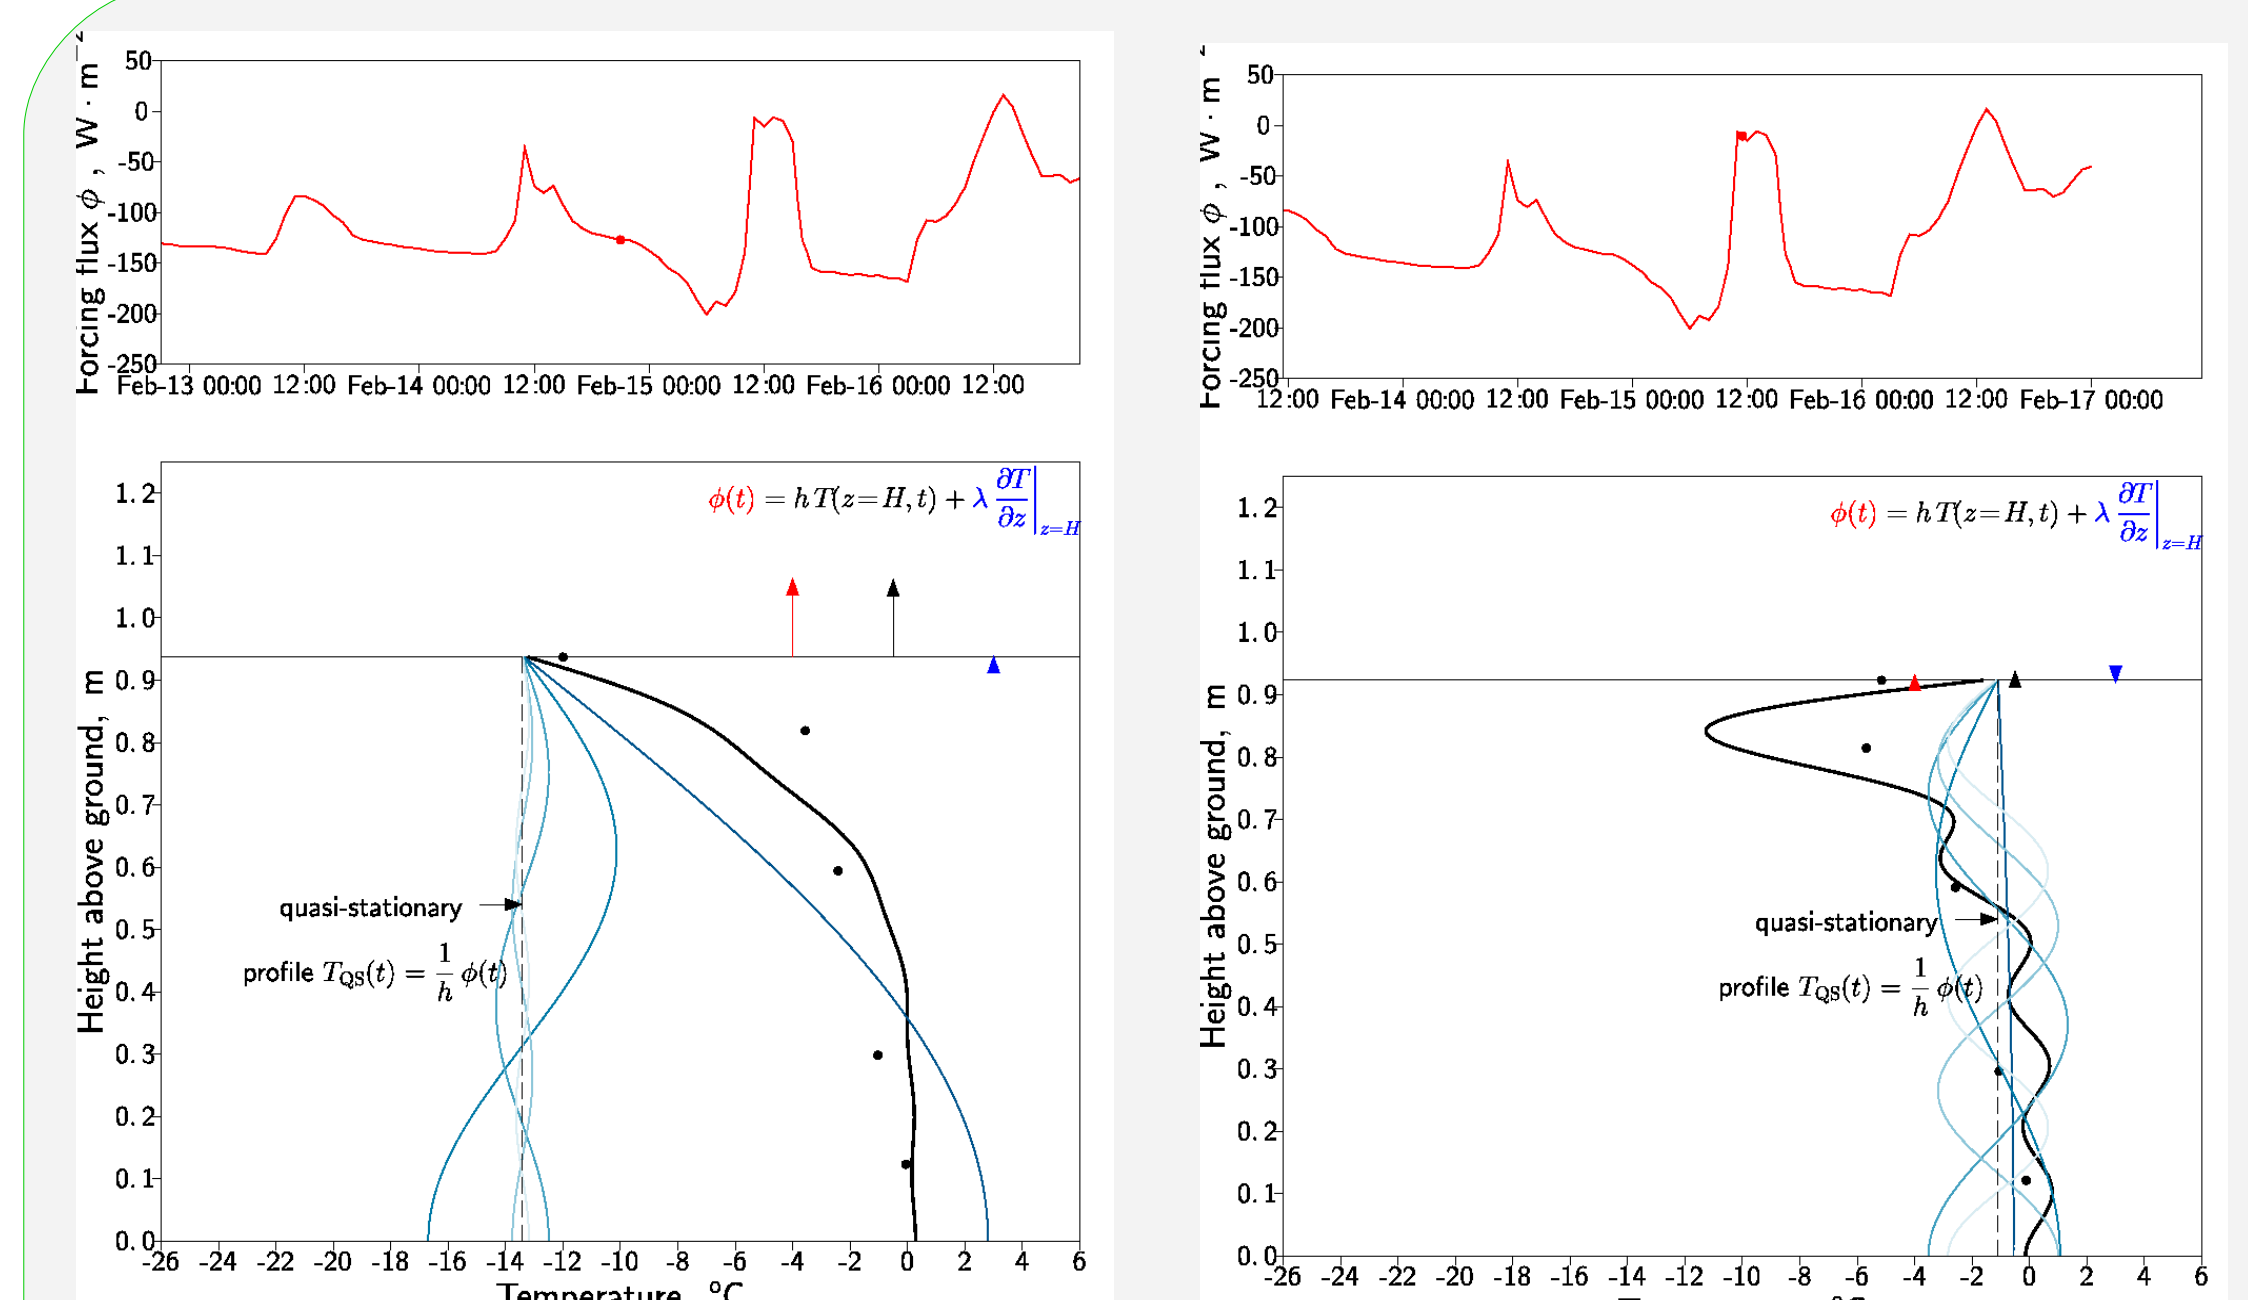 Forcing flux ϕ , W · m⁻²
50
0
-50
-100
-150
-200
-250
Feb-13 00:00 12:00 Feb-14 00:00 12:00 Feb-15 00:00 12:00 Feb-16 00:00 12:00
Height above ground, m
1.2
1.1
1.0
0.9
0.8
0.7
0.6
0.5
0.4
0.3
0.2
0.1
0.0
ϕ(t) = h T(z=H, t) + λ ∂T/∂z|z=H
quasi-stationary
profile T_QS(t) = 1/h ϕ(t)
-26 -24 -22 -20 -18 -16 -14 -12 -10 -8 -6 -4 -2 0 2 4 6
Temperature, °C
Forcing flux ϕ , W · m
50
0
-50
-100
-150
-200
-250
12:00 Feb-14 00:00 12:00 Feb-15 00:00 12:00 Feb-16 00:00 12:00 Feb-17 00:00
Height above ground, m
1.2
1.1
1.0
0.9
0.8
0.7
0.6
0.5
0.4
0.3
0.2
0.1
0.0
ϕ(t) = h T(z=H, t) + λ ∂T/∂z|z=H
quasi-stationary
profile T_QS(t) = 1/h ϕ(t)
-26 -24 -22 -20 -18 -16 -14 -12 -10 -8 -6 -4 -2 0 2 4 6